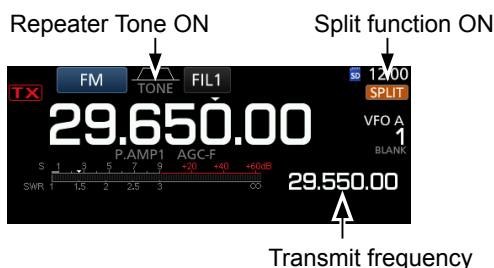 Repeater Tone ON Split function ON
FM TONE FIL1 SD 12:00
TX SPLIT
29.650.00 VFO A
1
P.AMP1 AGC-F BLANK
S 1 3 5 7 9 +20 +40 +60dB
SWR 1 1.5 2 2.5 3 ∞ 29.550.00
Transmit frequency